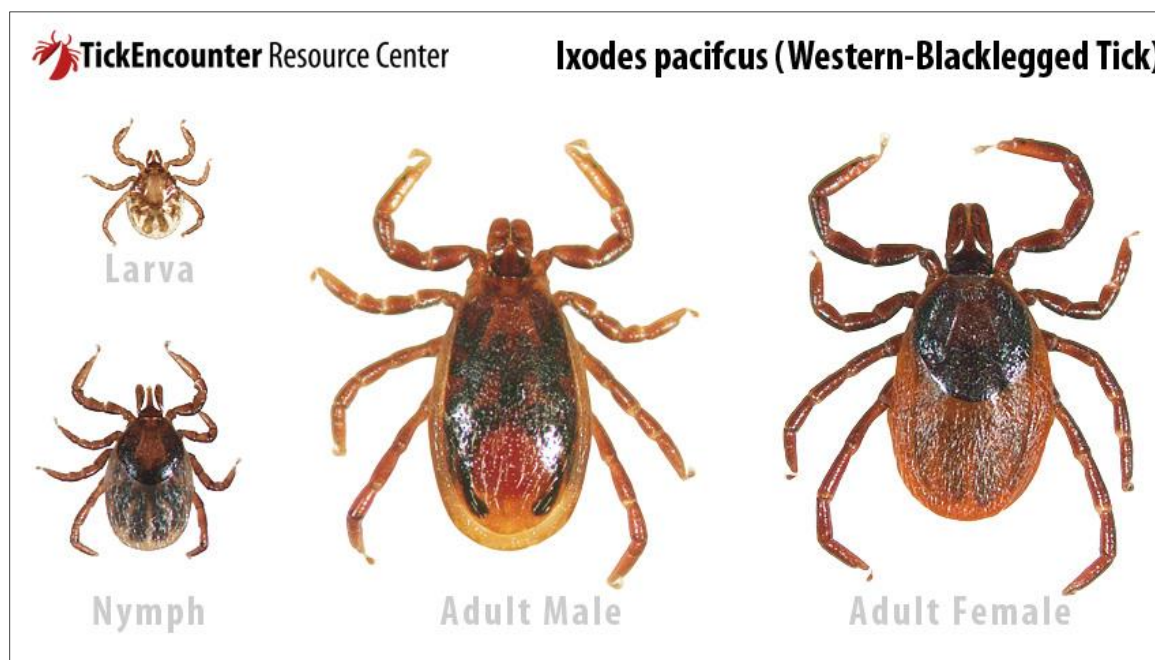 TickEncounter Resource Center
Ixodes pacifcus (Western-Blacklegged Tick)
Larva
Nymph
Adult Male
Adult Female